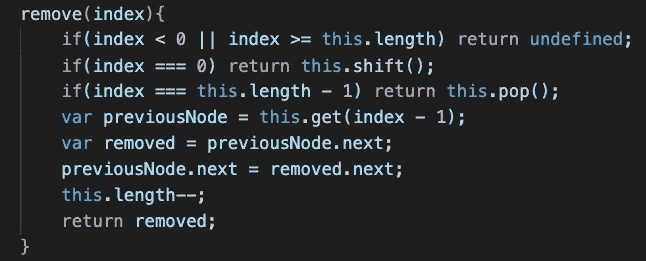 remove(index){
if(index < 0 || index >= this.length) return undefined;
if(index === 0) return this.shift();
if(index === this.length - 1) return this.pop();
var previousNode = this.get(index - 1);
var removed = previousNode.next;
previousNode.next = removed.next;
this.length--;
return removed;
}